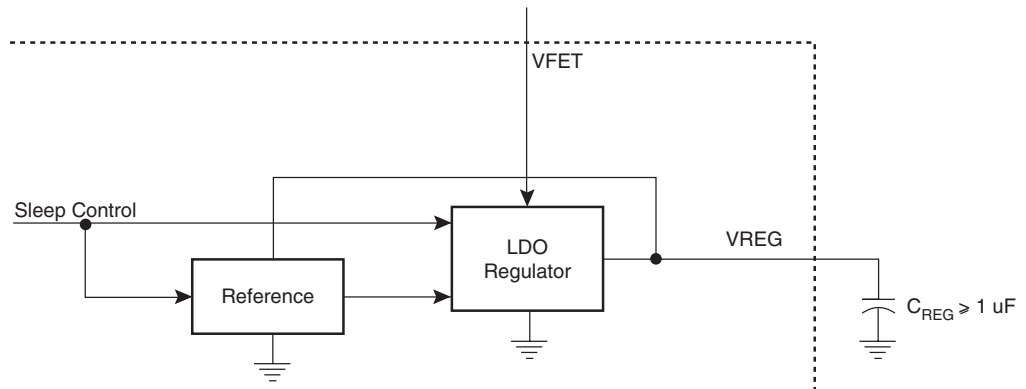 VFET
Sleep Control
LDO
Regulator
VREG
Reference
C_REG ⩾ 1 uF